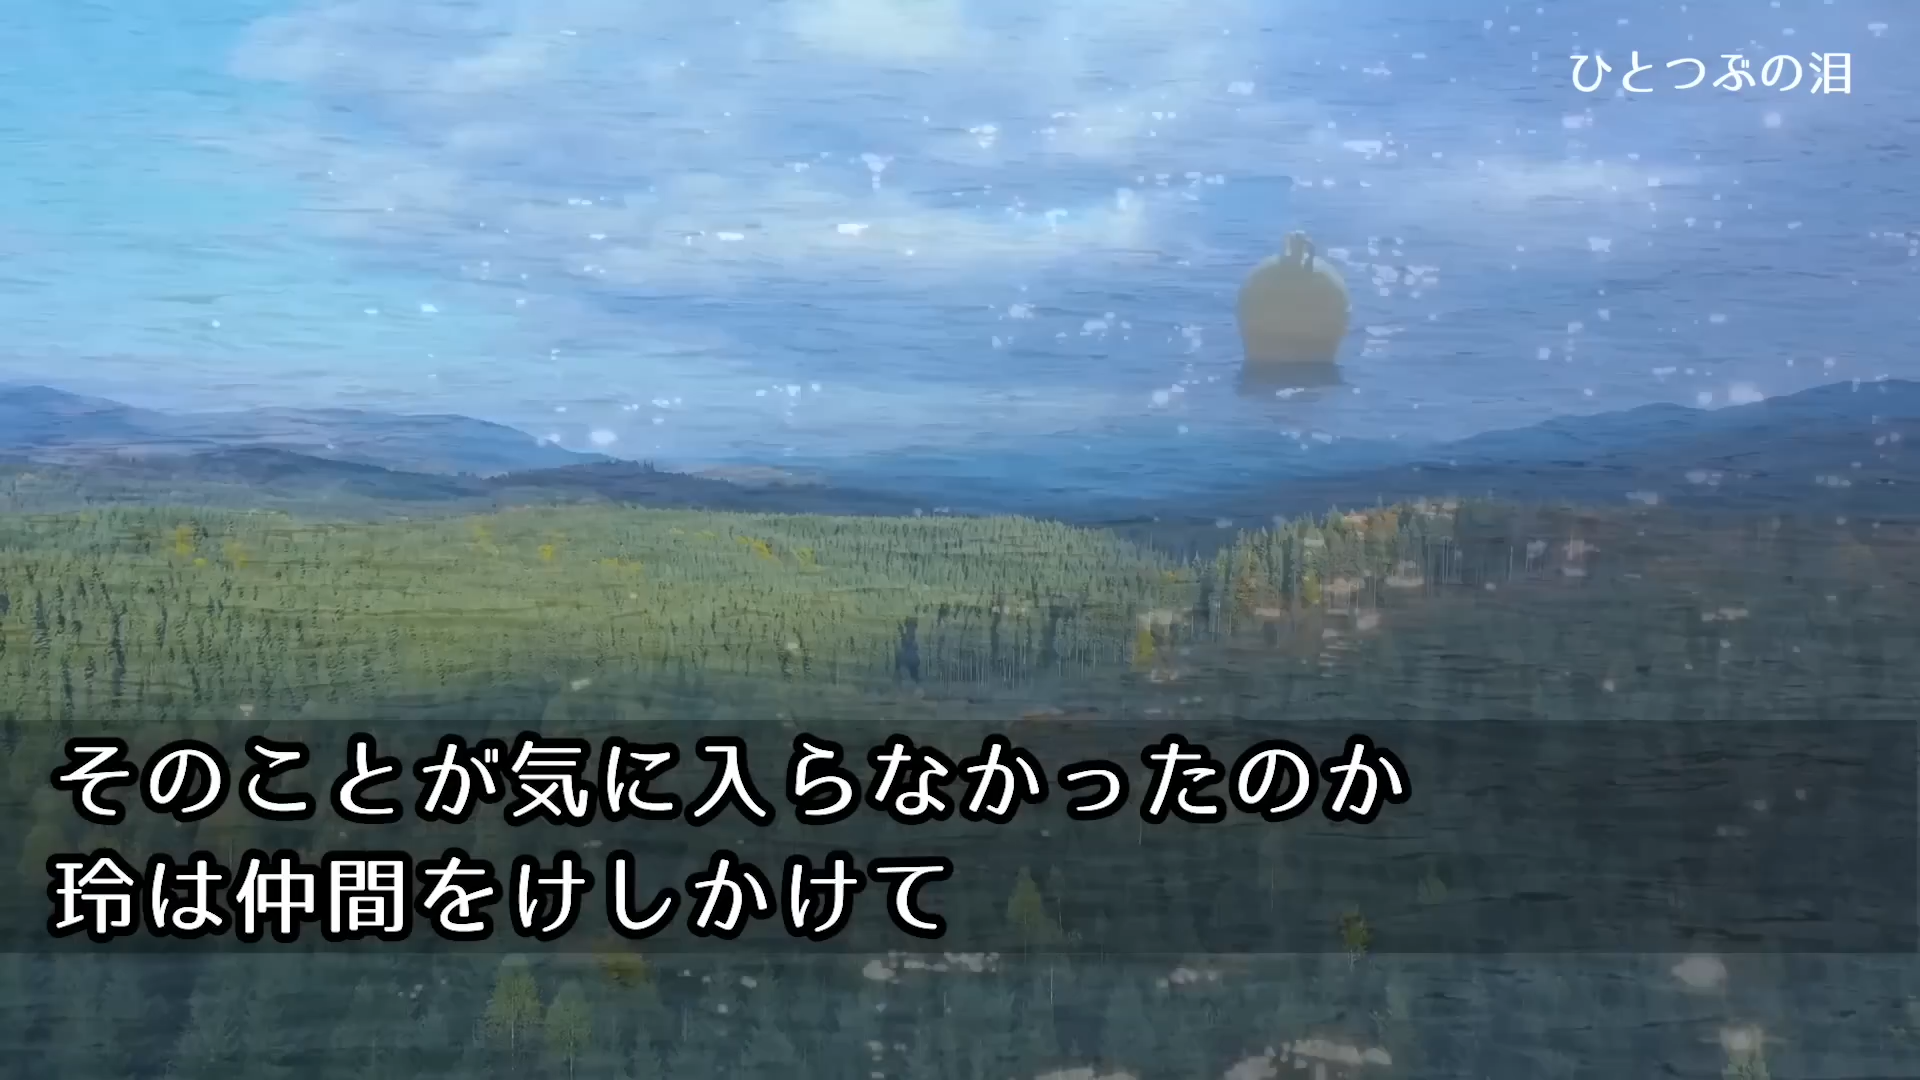 ひとつぶの泪
そのことが気に入らなかったのか
玲は仲間をけしかけて